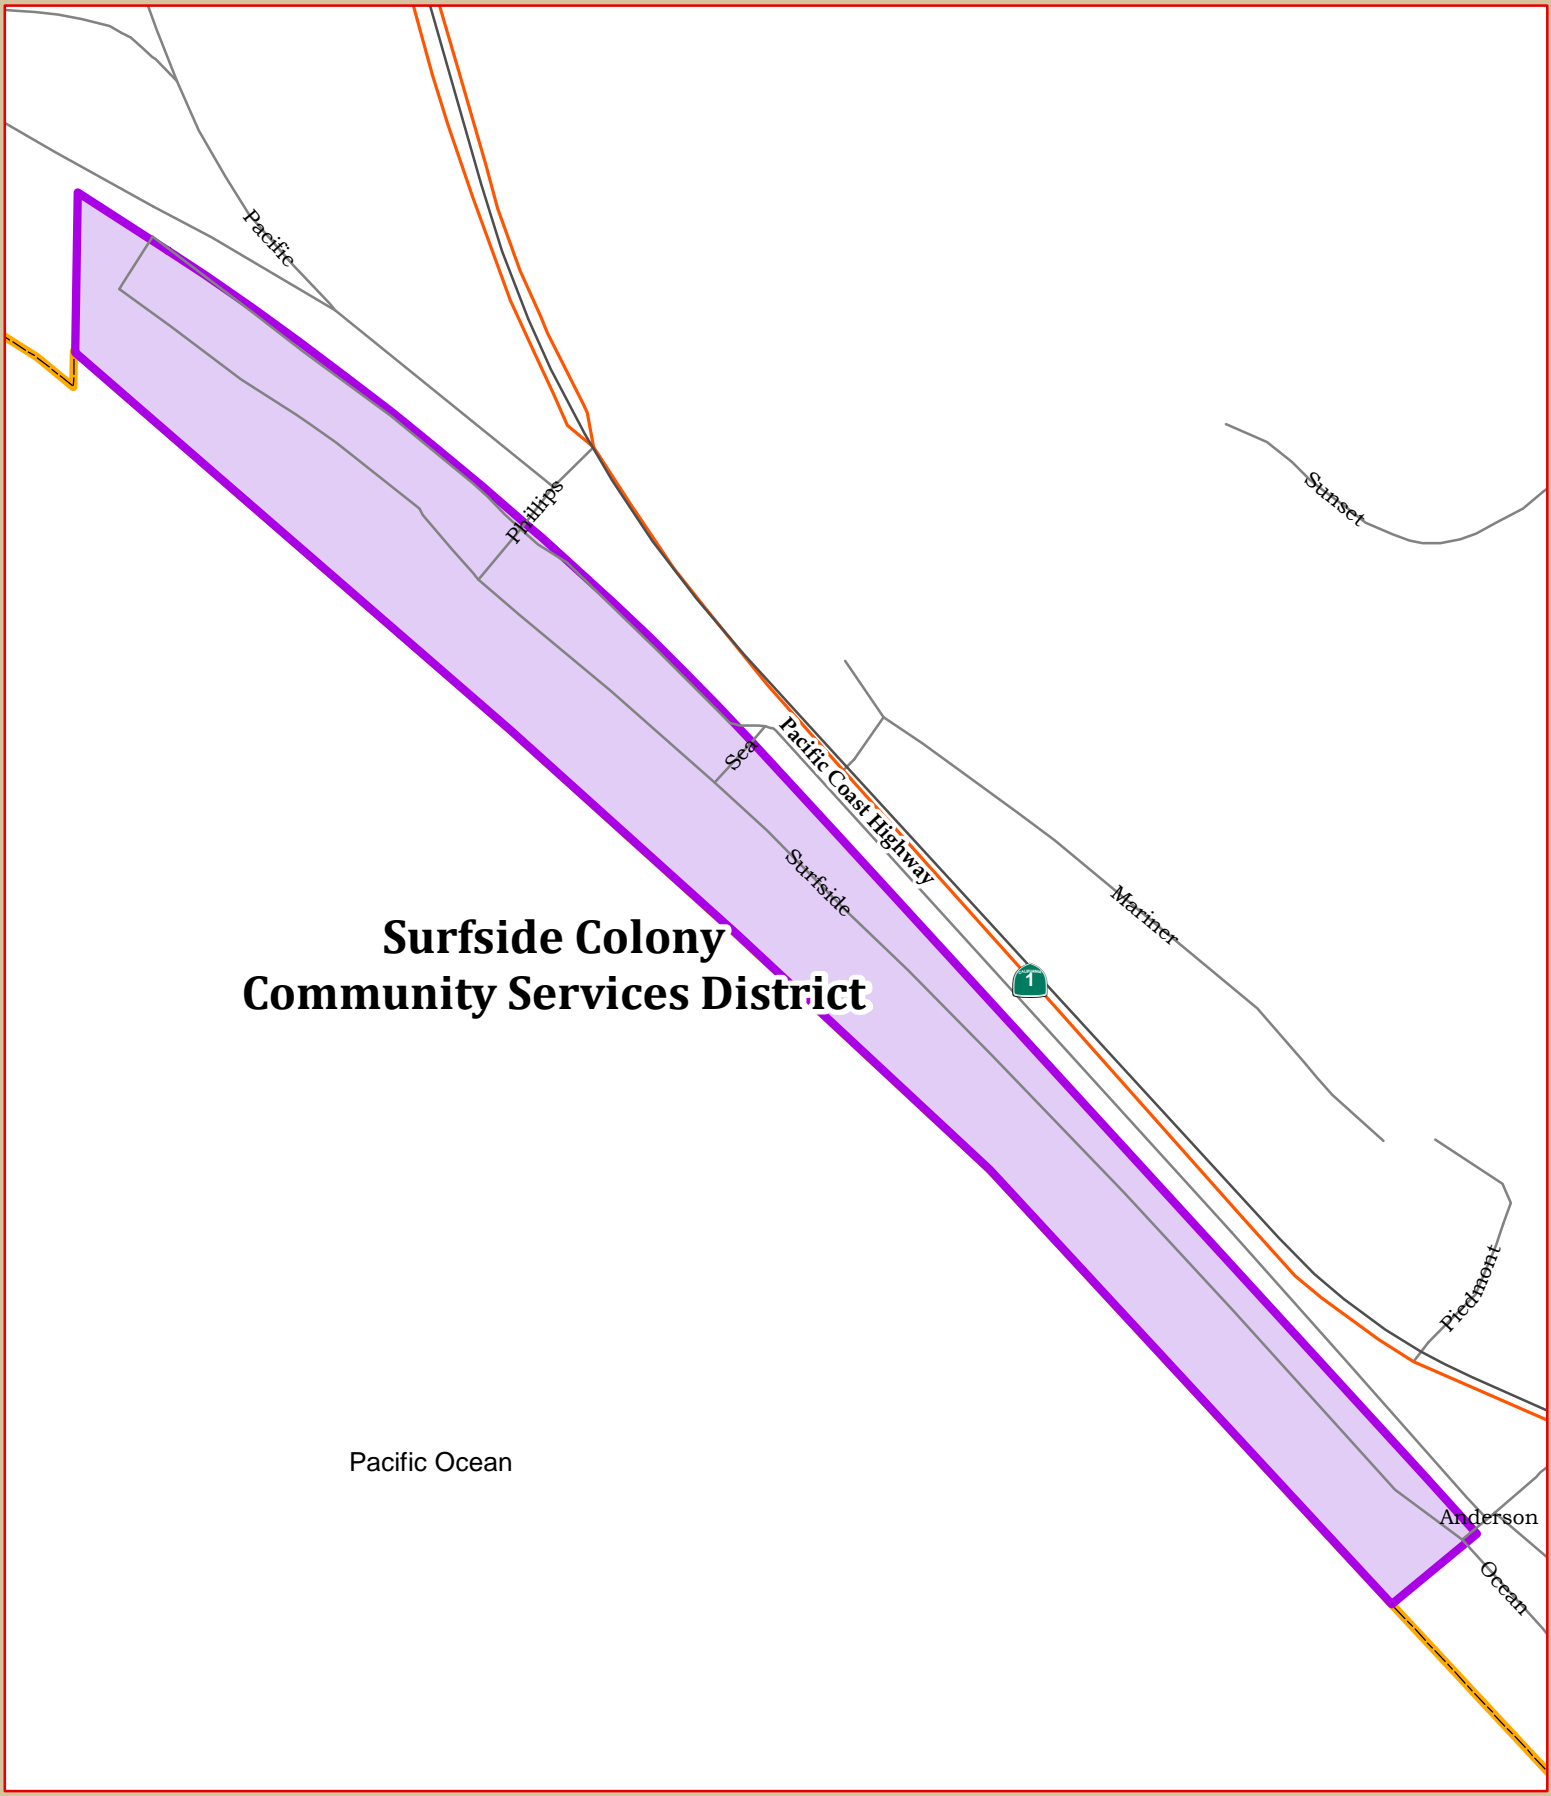 Pacific
Phillips
Sunset
Sea
Pacific Coast Highway
Surfside
Mariner
Surfside Colony
Community Services District
1
Piedmont
Pacific Ocean
Anderson
Ocean